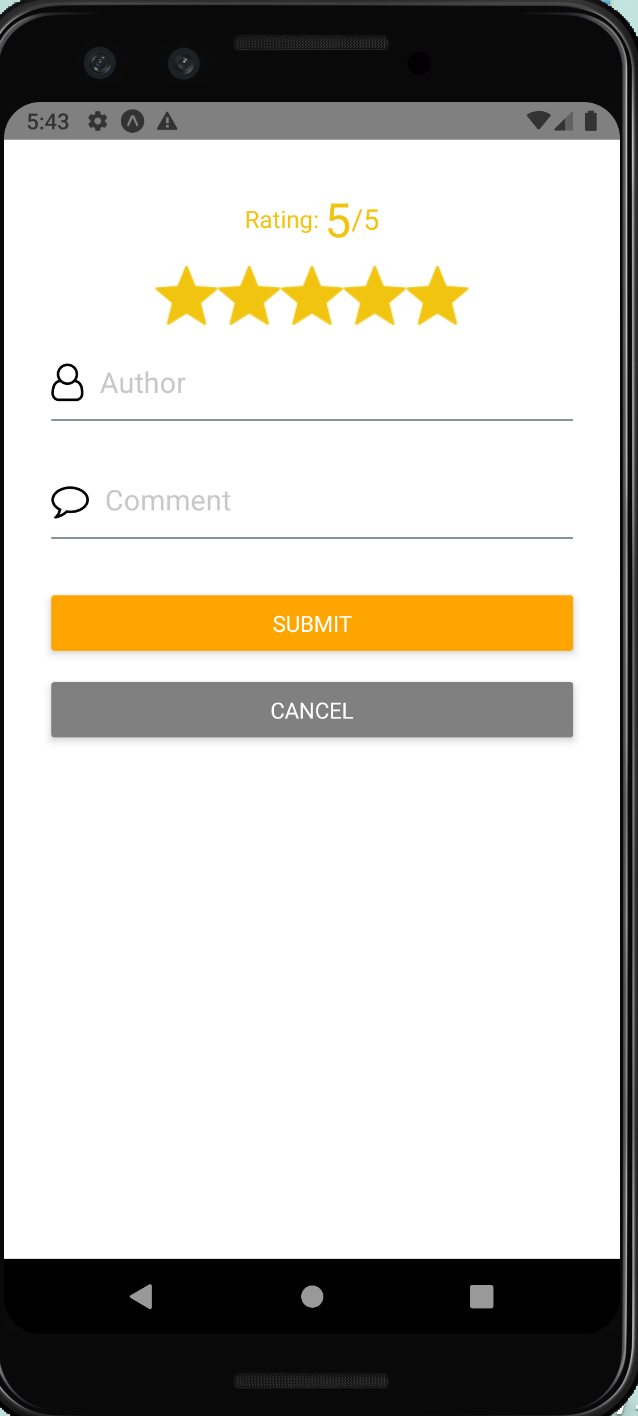 5:43
Rating: 5/5
Author
Comment
SUBMIT
CANCEL